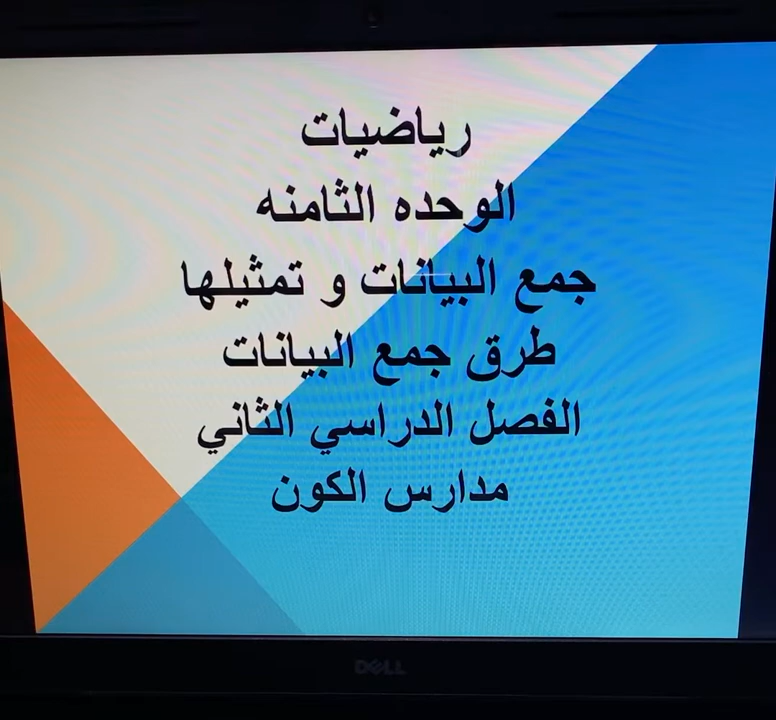 رياضيات
الوحده الثامنه
جمع البيانات و تمثيلها
طرق جمع البيانات
الفصل الدراسي الثاني
مدارس الكون
DELL